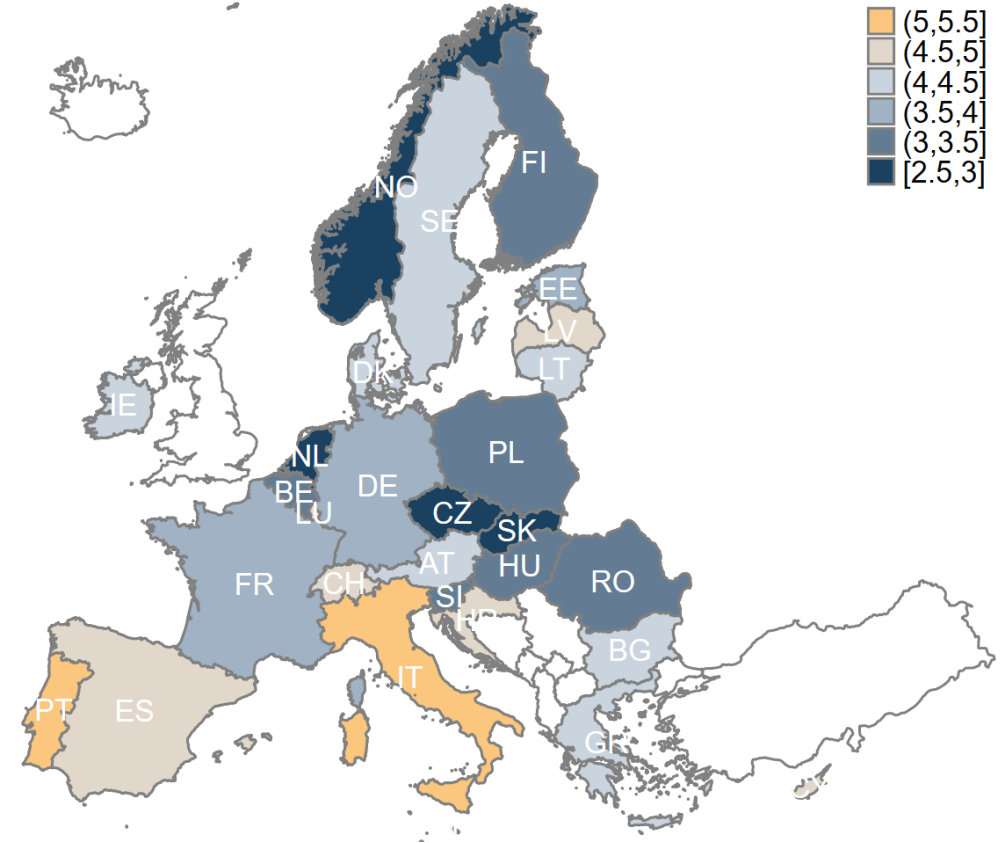 (5,5.5]
(4.5,5]
(4,4.5]
(3.5,4]
(3,3.5]
[2.5,3]
FI
NO
SE
EE
LV
LT
DK
IE
NL
PL
BE
DE
LU
CZ
SK
AT
HU
FR
CH
SI
RO
HR
BG
IT
PT
ES
GR
CY